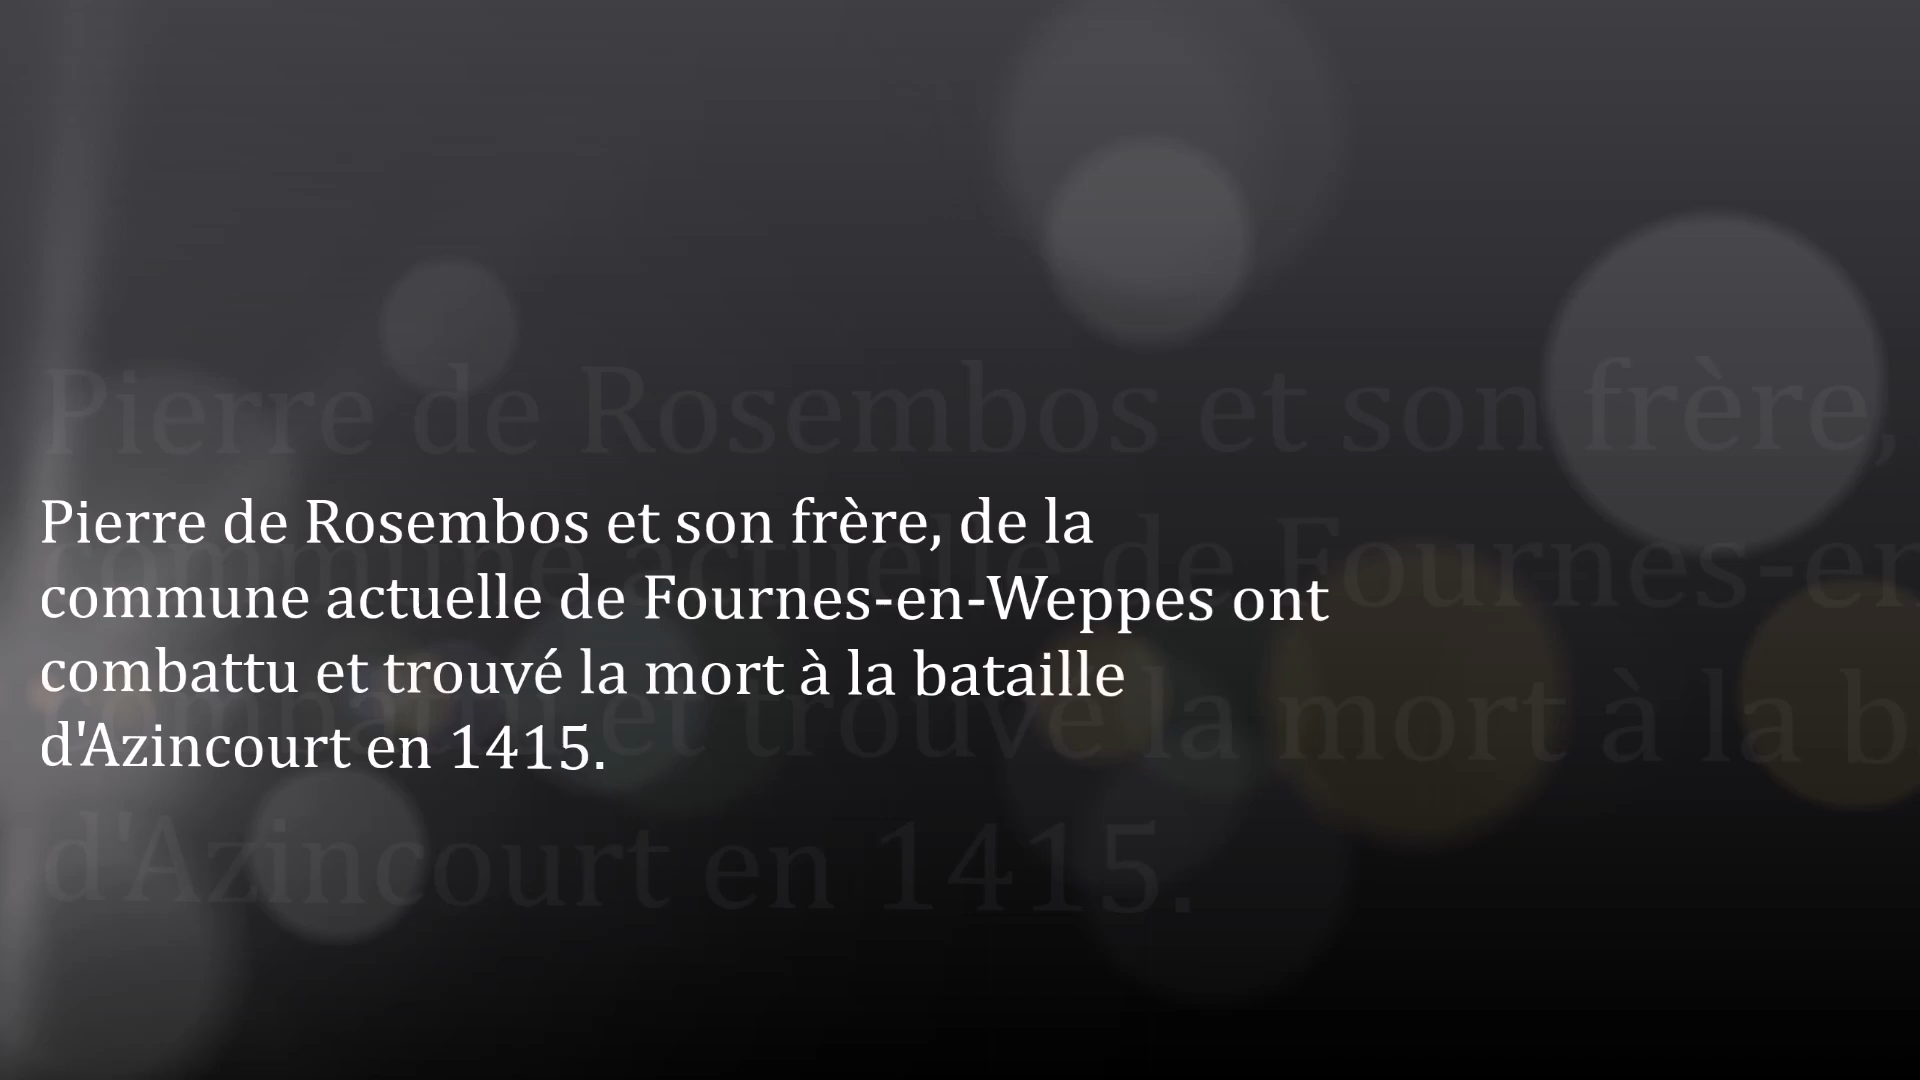 Pierre de Rosembos et son frère, de la
commune actuelle de Fournes-en-Weppes ont
combattu et trouvé la mort à la bataille
d'Azincourt en 1415.